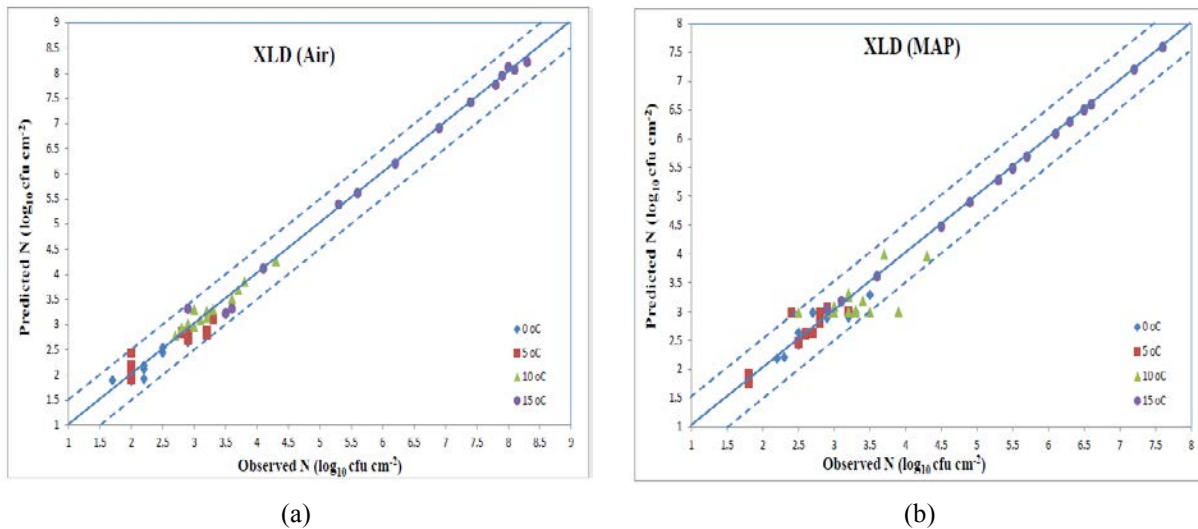 XLD (Air)
Predicted N (log10 cfu cm-2)
9
8.5
8
7.5
7
6.5
6
5.5
5
4.5
4
3.5
3
2.5
2
1.5
1
1 1.5 2 2.5 3 3.5 4 4.5 5 5.5 6 6.5 7 7.5 8 8.5 9
Observed N (log10 cfu cm-2)
0 oC
5 oC
10 oC
15 oC
(a)
XLD (MAP)
Predicted N (log10 cfu cm-2)
8
7.5
7
6.5
6
5.5
5
4.5
4
3.5
3
2.5
2
1.5
1
1 1.5 2 2.5 3 3.5 4 4.5 5 5.5 6 6.5 7 7.5 8
Observed N (log10 cfu cm-2)
0 oC
5 oC
10 oC
15 oC
(b)